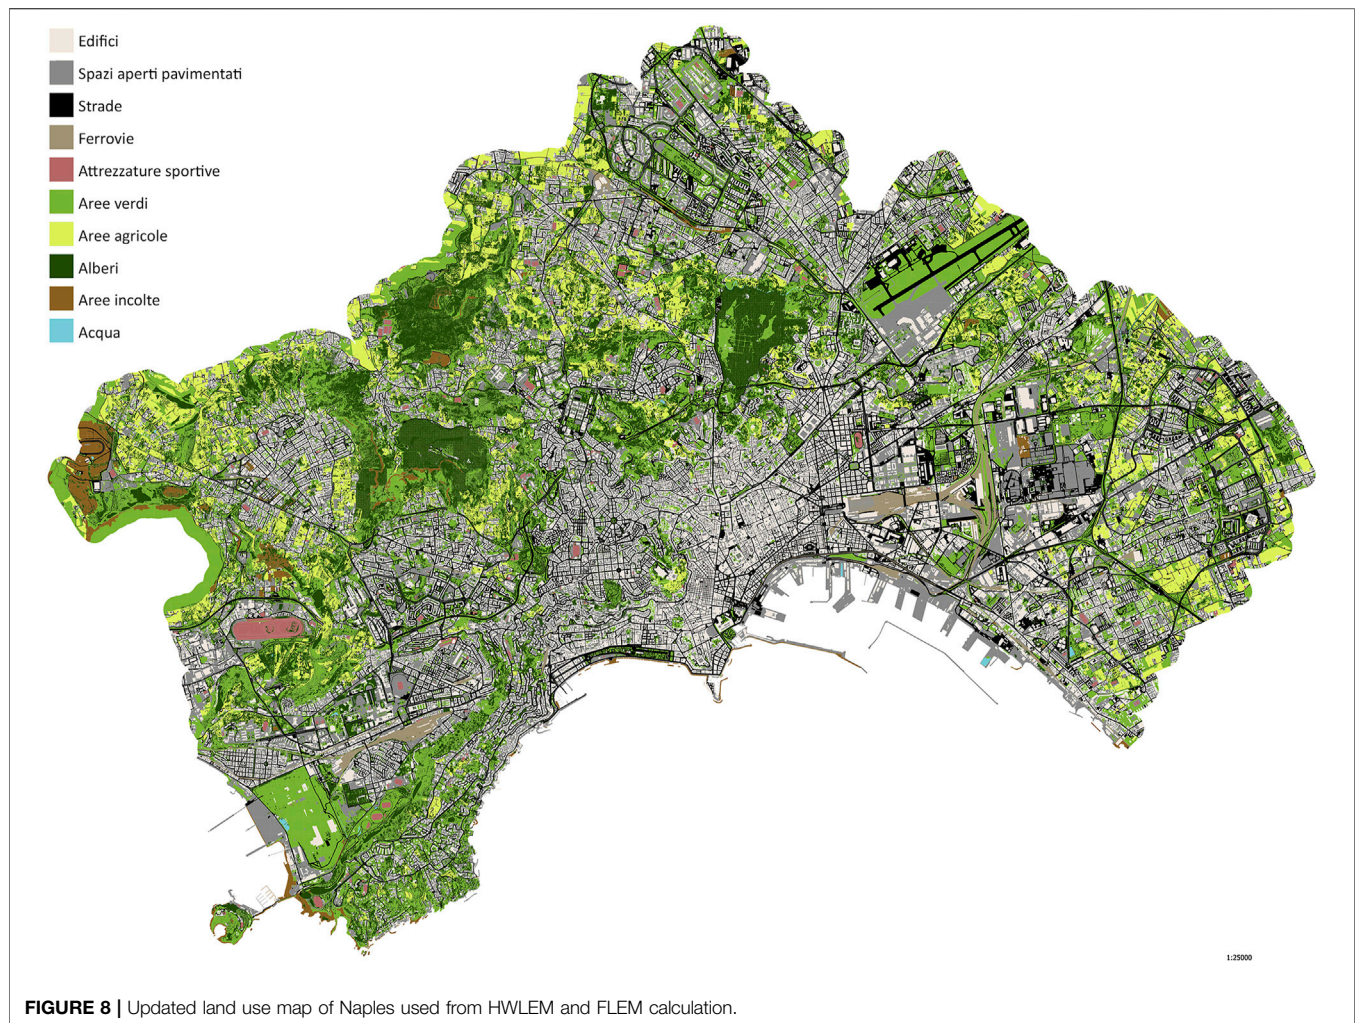 Edifici
Spazi aperti pavimentati
Strade
Ferrovie
Attrezzature sportive
Aree verdi
Aree agricole
Alberi
Aree incolte
Acqua
1:25000
FIGURE 8 | Updated land use map of Naples used from HWLEM and FLEM calculation.